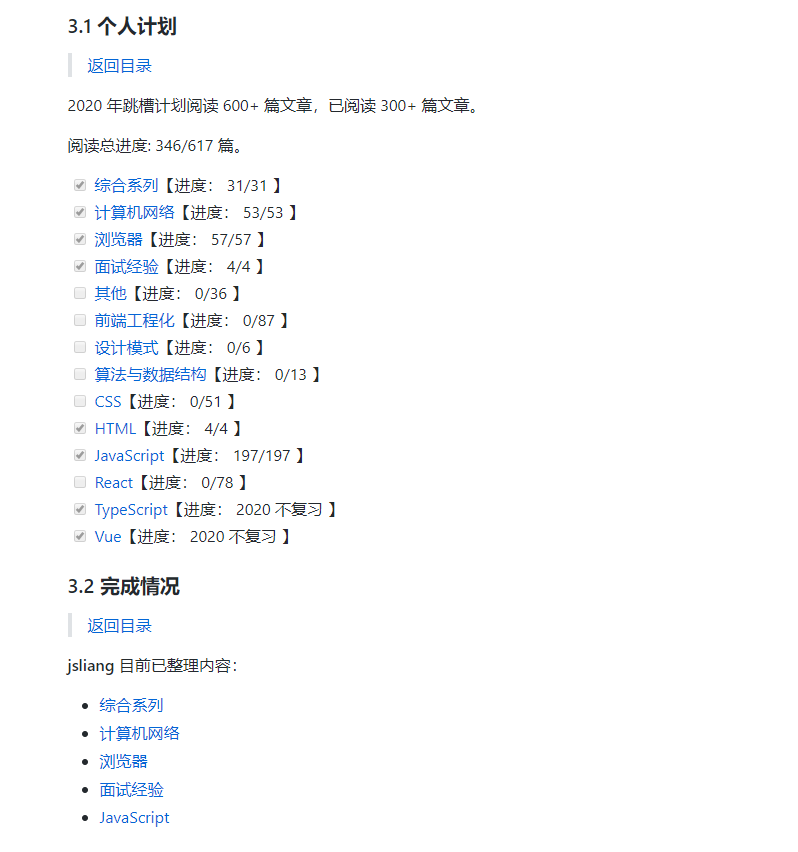 3.1 个人计划
返回目录
2020 年跳槽计划阅读 600+ 篇文章，已阅读 300+ 篇文章。
阅读总进度: 346/617 篇。
综合系列【进度： 31/31 】
计算机网络【进度： 53/53 】
浏览器【进度： 57/57 】
面试经验【进度： 4/4 】
其他【进度： 0/36 】
前端工程化【进度： 0/87 】
设计模式【进度： 0/6 】
算法与数据结构【进度： 0/13 】
CSS【进度： 0/51 】
HTML【进度： 4/4 】
JavaScript【进度： 197/197 】
React【进度： 0/78 】
TypeScript【进度： 2020 不复习 】
Vue【进度： 2020 不复习 】
3.2 完成情况
返回目录
jsliang 目前已整理内容：
综合系列
计算机网络
浏览器
面试经验
JavaScript